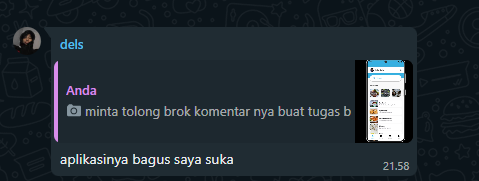 dels
Anda
minta tolong brok komentar nya buat tugas b
aplikasinya bagus saya suka
21.58